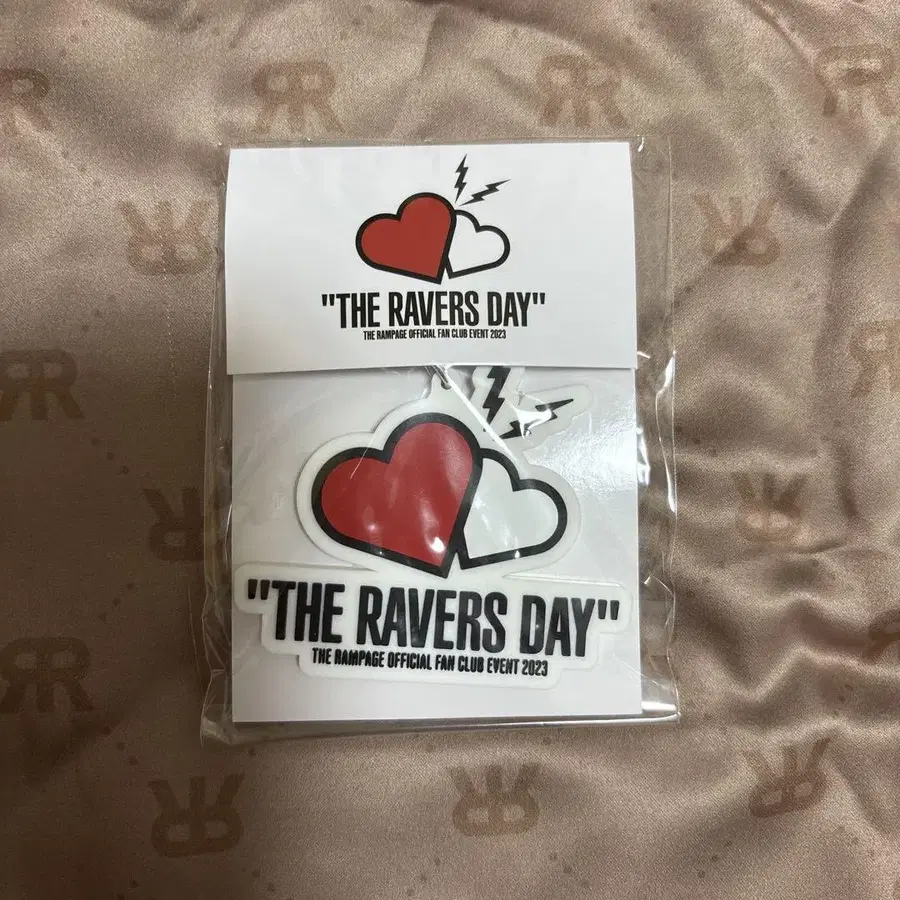 "THE RAVERS DAY"
THE RAMPAGE OFFICIAL FAN CLUB EVENT 2023
"THE RAVERS DAY"
THE RAMPAGE OFFICIAL FAN CLUB EVENT 2023